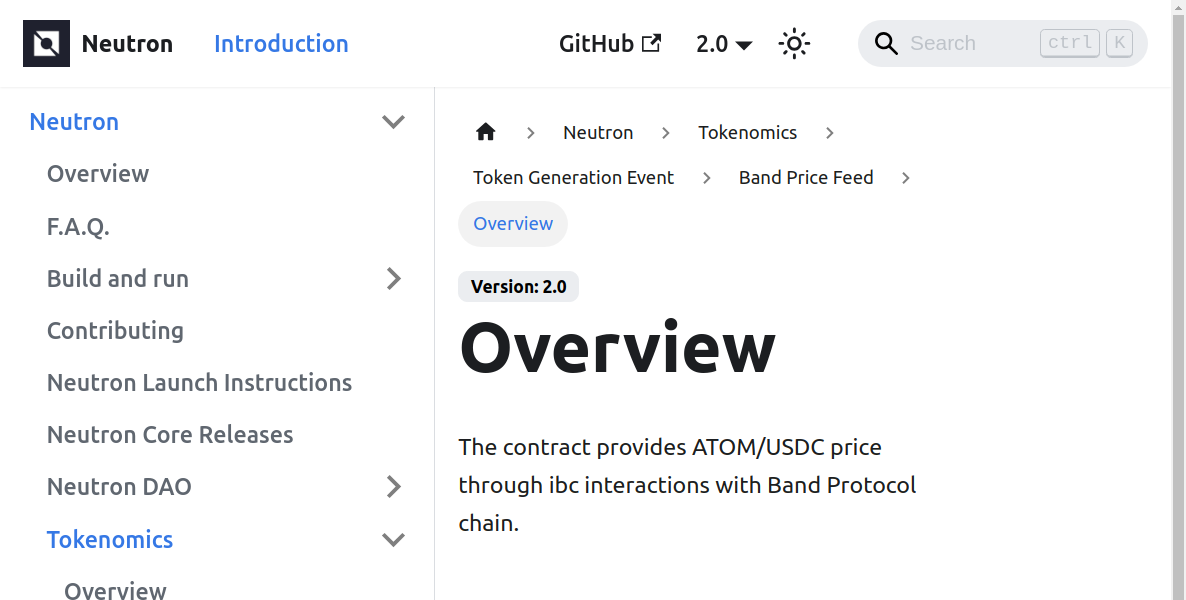 Neutron Introduction GitHub 2.0 Search ctrl K
Neutron
Overview
F.A.Q.
Build and run
Contributing
Neutron Launch Instructions
Neutron Core Releases
Neutron DAO
Tokenomics
Overview
Neutron Tokenomics
Token Generation Event Band Price Feed
Overview
Version: 2.0
Overview
The contract provides ATOM/USDC price
through ibc interactions with Band Protocol
chain.